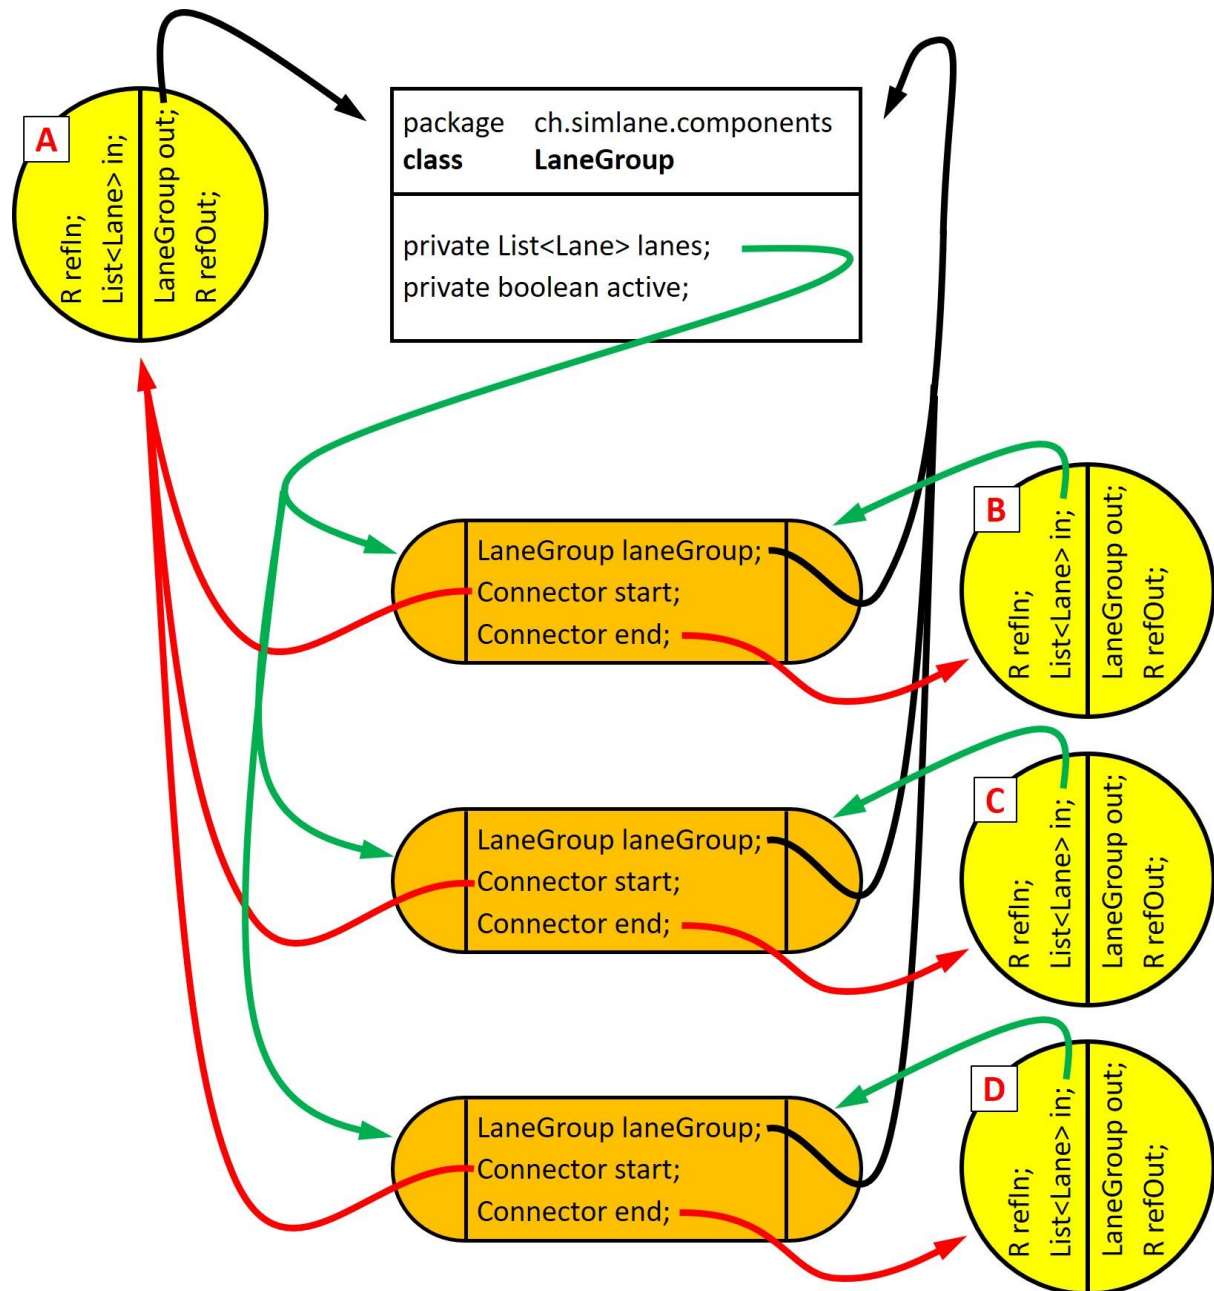 A
R refIn;
List<Lane> in;
LaneGroup out;
R refOut;
package ch.simlane.components
class LaneGroup
private List<Lane> lanes;
private boolean active;
LaneGroup laneGroup;
Connector start;
Connector end;
B
R refIn;
List<Lane> in;
LaneGroup out;
R refOut;
LaneGroup laneGroup;
Connector start;
Connector end;
C
R refIn;
List<Lane> in;
LaneGroup out;
R refOut;
LaneGroup laneGroup;
Connector start;
Connector end;
D
R refIn;
List<Lane> in;
LaneGroup out;
R refOut;